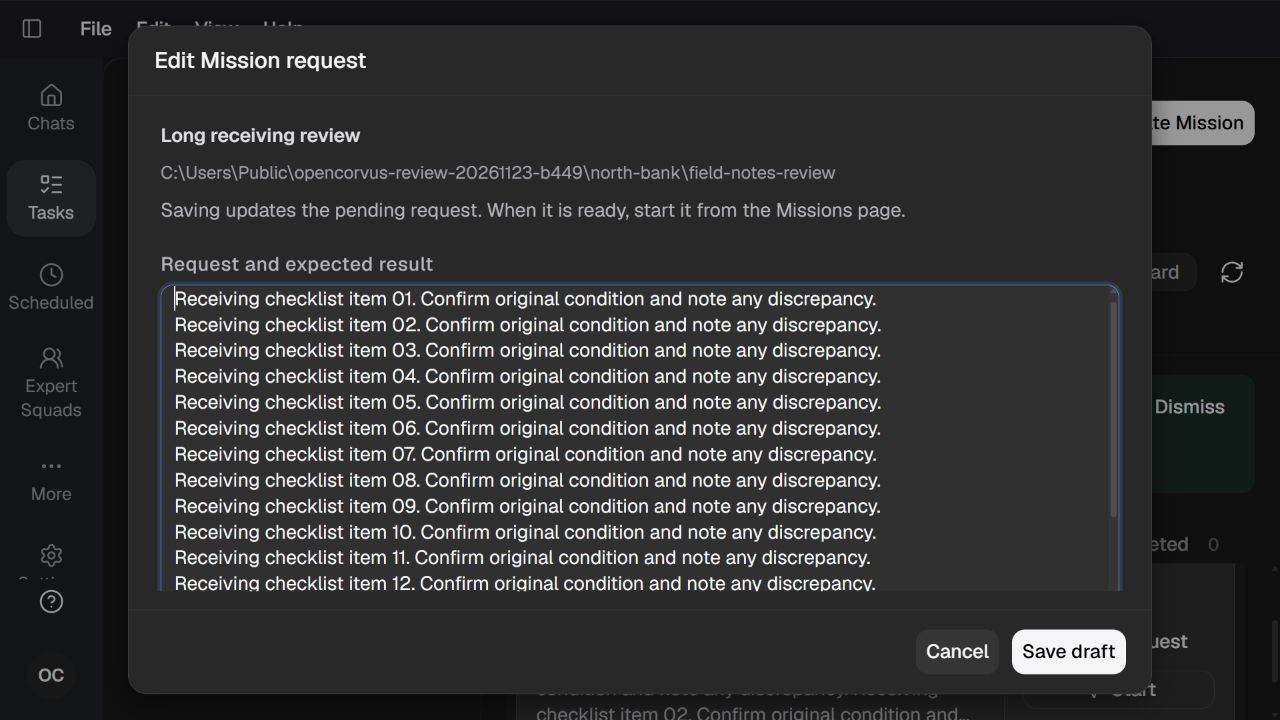 File Edit View Help
Edit Mission request
Chats
Tasks
Scheduled
Expert
Squads
More
OC
Long receiving review
C:\Users\Public\opencorvus-review-20261123-b449\north-bank\field-notes-review
Saving updates the pending request. When it is ready, start it from the Missions page.
Request and expected result
Receiving checklist item 01. Confirm original condition and note any discrepancy.
Receiving checklist item 02. Confirm original condition and note any discrepancy.
Receiving checklist item 03. Confirm original condition and note any discrepancy.
Receiving checklist item 04. Confirm original condition and note any discrepancy.
Receiving checklist item 05. Confirm original condition and note any discrepancy.
Receiving checklist item 06. Confirm original condition and note any discrepancy.
Receiving checklist item 07. Confirm original condition and note any discrepancy.
Receiving checklist item 08. Confirm original condition and note any discrepancy.
Receiving checklist item 09. Confirm original condition and note any discrepancy.
Receiving checklist item 10. Confirm original condition and note any discrepancy.
Receiving checklist item 11. Confirm original condition and note any discrepancy.
Receiving checklist item 12. Confirm original condition and note any discrepancy.
Cancel
Save draft
Mission
Dismiss
0
Start
condition and note any discrepancy. Receiving
checklist item 02. Confirm original condition and...